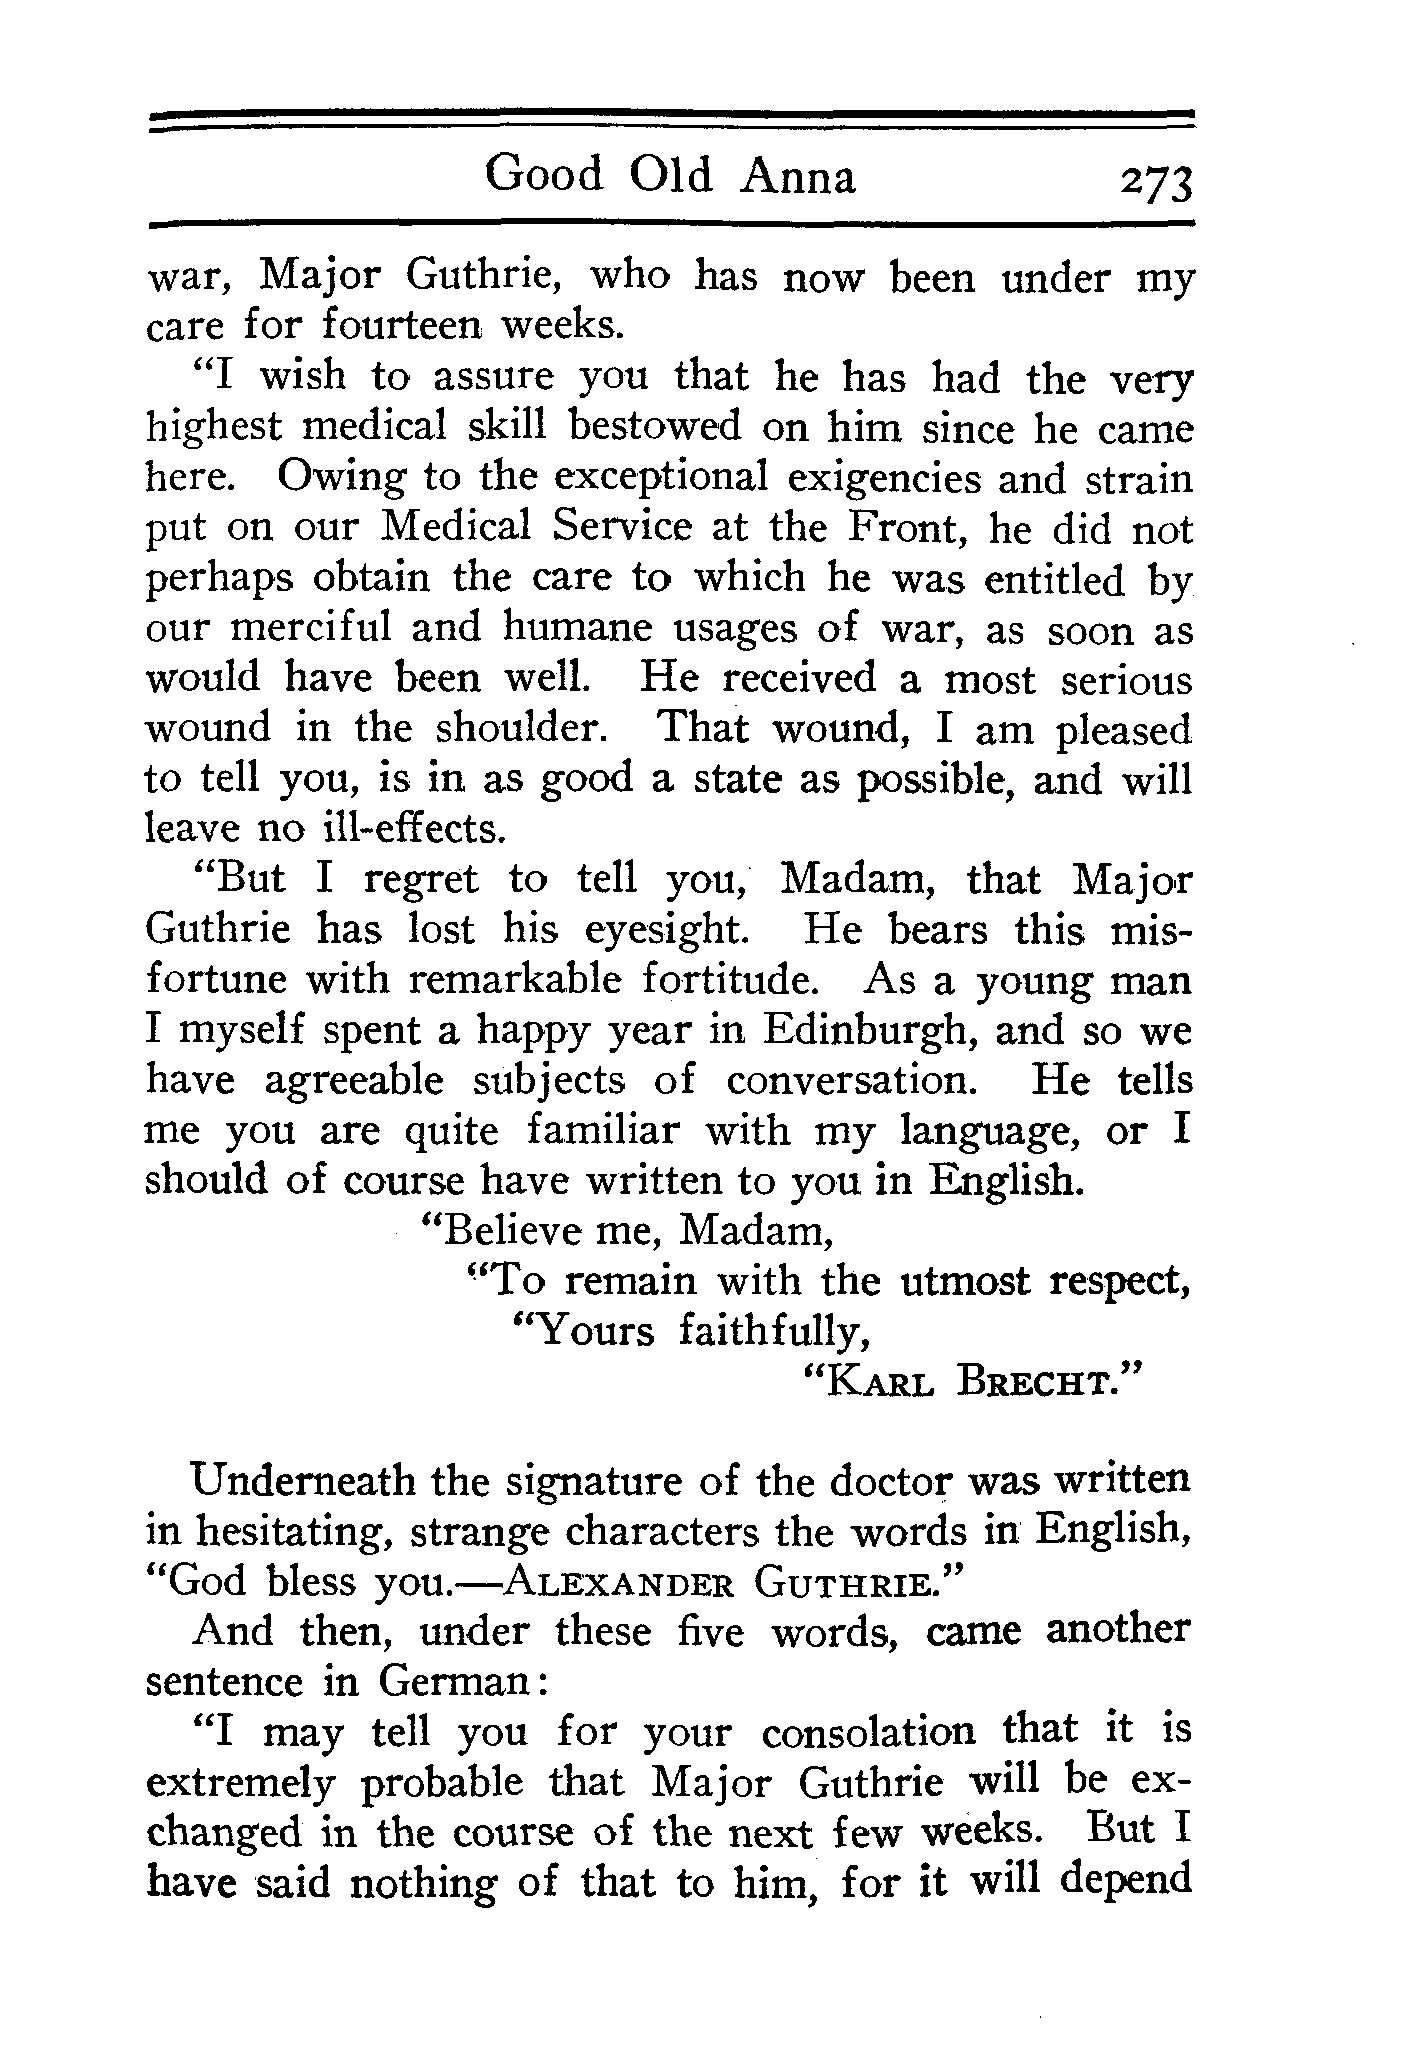 Good Old Anna 273
war, Major Guthrie, who has now been under my
care for fourteen weeks.
"I wish to assure you that he has had the very
highest medical skill bestowed on him since he came
here. Owing to the exceptional exigencies and strain
put on our Medical Service at the Front, he did not
perhaps obtain the care to which he was entitled by
our merciful and humane usages of war, as soon as
would have been well. He received a most serious
wound in the shoulder. That wound, I am pleased
to tell you, is in as good a state as possible, and will
leave no ill-effects.
"But I regret to tell you, Madam, that Major
Guthrie has lost his eyesight. He bears this mis-
fortune with remarkable fortitude. As a young man
I myself spent a happy year in Edinburgh, and so we
have agreeable subjects of conversation. He tells
me you are quite familiar with my language, or I
should of course have written to you in English.
"Believe me, Madam,
"To remain with the utmost respect,
"Yours faithfully,
"KARL BRECHT."
Underneath the signature of the doctor was written
in hesitating, strange characters the words in English,
"God bless you.—ALEXANDER GUTHRIE."
And then, under these five words, came another
sentence in German:
"I may tell you for your consolation that it is
extremely probable that Major Guthrie will be ex-
changed in the course of the next few weeks. But I
have said nothing of that to him, for it will depend